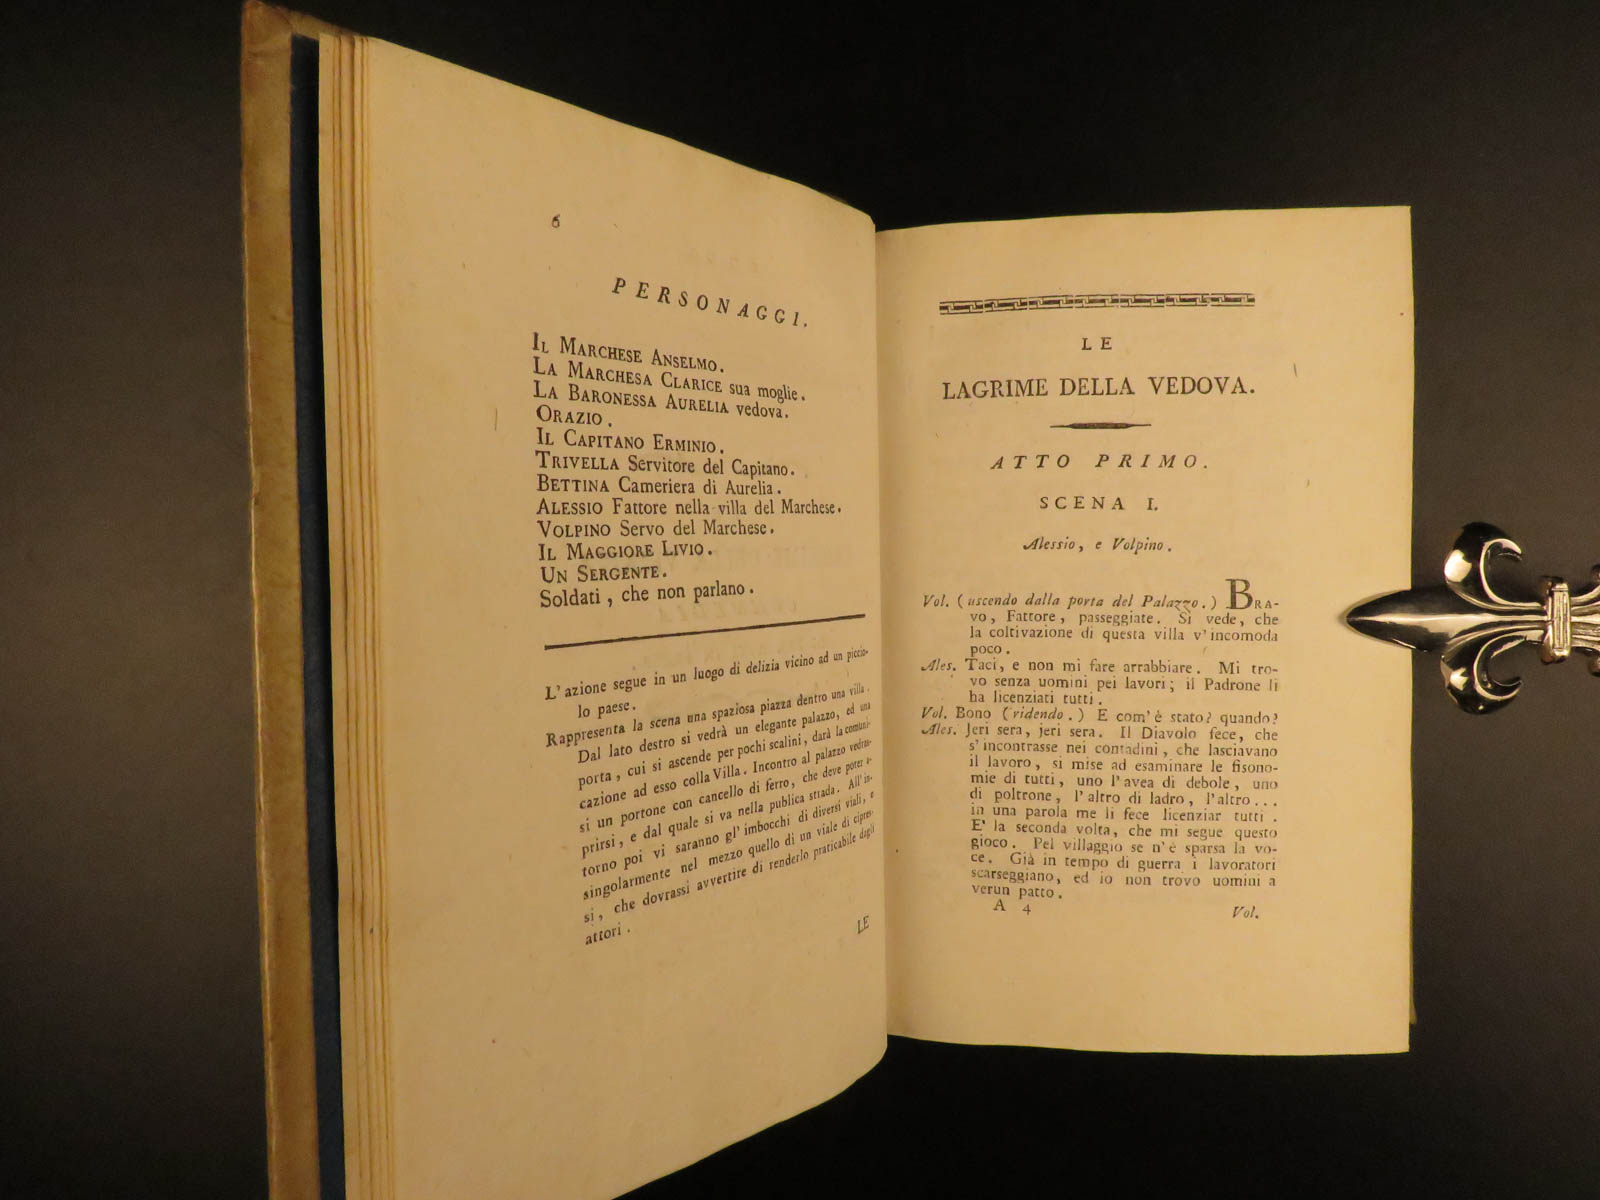 6
PERSONAGGI.
IL MARCHESE ANSELMO.
LA MARCHESA CLARICE sua moglie.
LA BARONESSA AURELIA vedova.
ORAZIO.
IL CAPITANO ERMINIO.
TRIVELLA Servitore del Capitano.
BETTINA Cameriera di Aurelia.
ALESSIO Fattore nella villa del Marchese.
VOLPINO Servo del Marchese.
IL MAGGIORE LIVIO.
UN SERGENTE.
Soldati, che non parlano.
L'azione segue in un luogo di delizia vicino ad un piccio-
lo paese.
Rappresenta la scena una spaziosa piazza dentro una villa.
Dal lato destro si vedrà un elegante palazzo, ed una
porta, cui si ascende per pochi scalini, darà la comuni-
cazione ad esso colla Villa. Incontro al palazzo vedras-
si un portone con cancello di ferro, che deve poter a-
prirsi, e dal quale si va nella publica strada. All'in-
torno poi vi saranno gl'imbocchi di diversi viali, e
singolarmente nel mezzo quello di un viale di cipres-
si, che dovrassi avvertire di renderlo praticabile dagli
attori.
LE
LE
LAGRIME DELLA VEDOVA.
ATTO PRIMO.
SCENA I.
Alessio, e Volpino.
Vol. (uscendo dalla porta del Palazzo.) BRA-
vo, Fattore, passeggiate. Si vede, che
la coltivazione di questa villa v'incomoda
poco.
Ales. Taci, e non mi fare arrabbiare. Mi tro-
vo senza uomini pei lavori; il Padrone li
ha licenziati tutti.
Vol. Bono (ridendo.) E com'è stato? quando?
Ales. Jeri sera, jeri sera. Il Diavolo fece, che
s'incontrasse nei contadini, che lasciavano
il lavoro, si mise ad esaminare le fisono-
mie di tutti, uno l'avea di debole, uno
di poltrone, l'altro di ladro, l'altro...
in una parola me li fece licenziar tutti.
E' la seconda volta, che mi segue questo
gioco. Pel villaggio se n'è sparsa la vo-
ce. Già in tempo di guerra i lavoratori
scarseggiano, ed io non trovo uomini a
verun patto.
A 4
Vol.